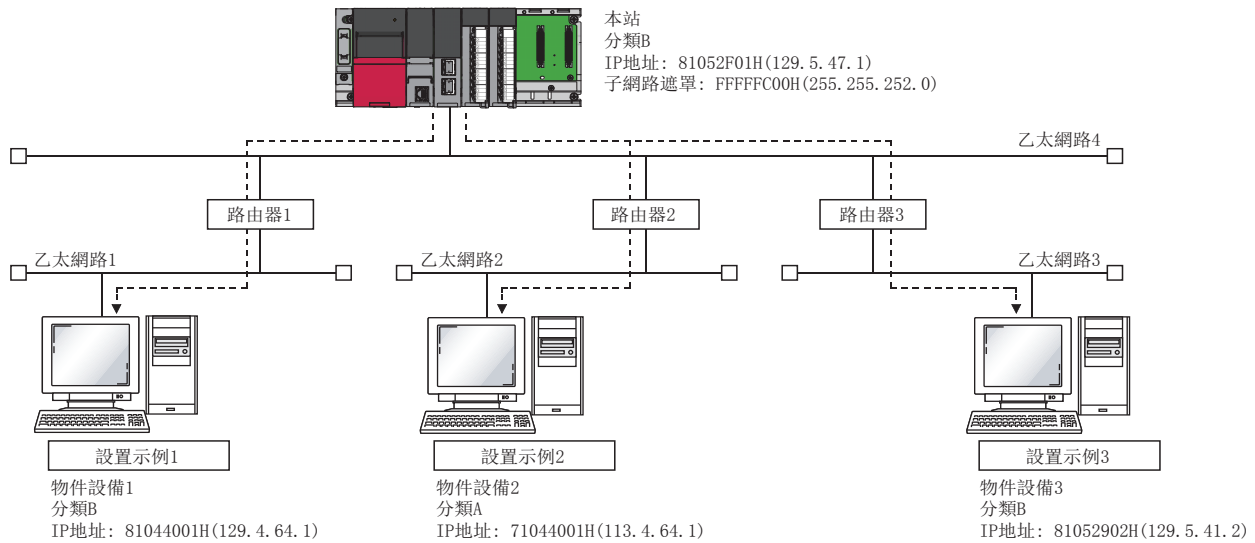 本站
分類B
IP地址: 81052F01H(129.5.47.1)
子網路遮罩: FFFFFC00H(255.255.252.0)
乙太網路4
路由器1
路由器2
路由器3
乙太網路1
乙太網路2
乙太網路3
設置示例1
設置示例2
設置示例3
物件設備1
分類B
IP地址: 81044001H(129.4.64.1)
物件設備2
分類A
IP地址: 71044001H(113.4.64.1)
物件設備3
分類B
IP地址: 81052902H(129.5.41.2)